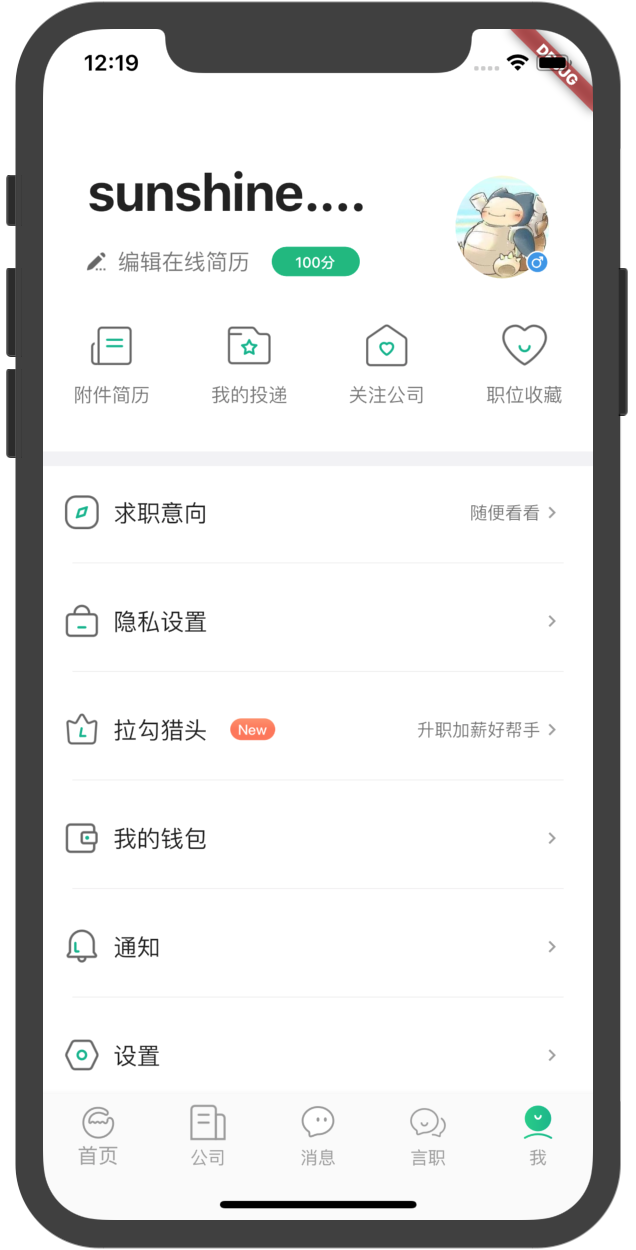 12:19
DEBUG
sunshine....
编辑在线简历 100分
附件简历 我的投递 关注公司 职位收藏
求职意向 随便看看
隐私设置
拉勾猎头 New 升职加薪好帮手
我的钱包
通知
设置
首页 公司 消息 言职 我